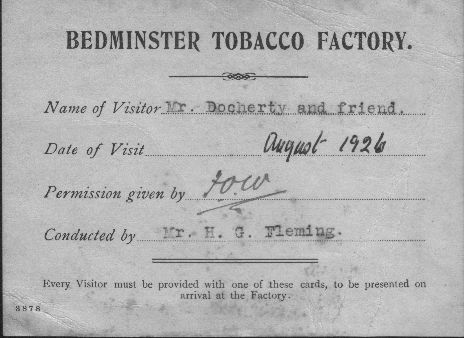 BEDMINSTER TOBACCO FACTORY.
Name of Visitor Mr. Docherty and friend.
Date of Visit August 1926
Permission given by
Conducted by Mr. H. G. Fleming.
Every Visitor must be provided with one of these cards, to be presented on
arrival at the Factory.
3878